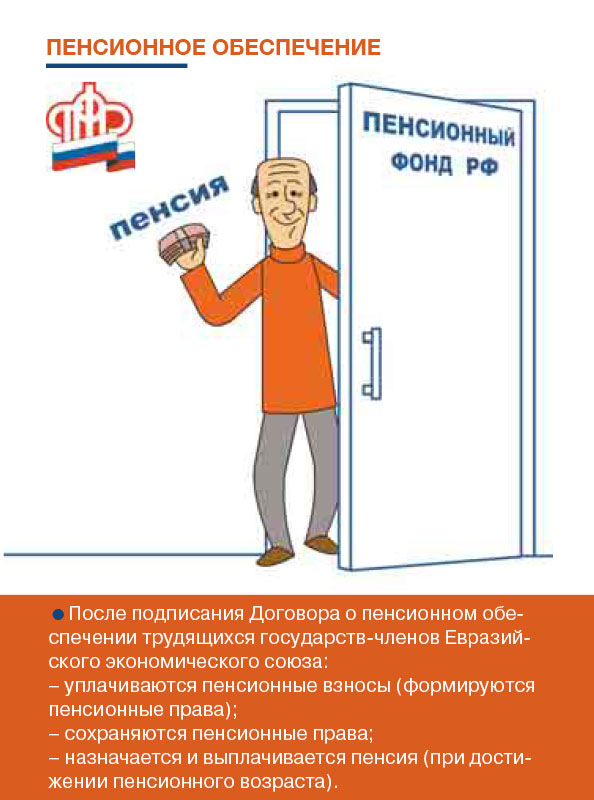 ПЕНСИОННОЕ ОБЕСПЕЧЕНИЕ
ПЕНСИОННЫЙ
ФОНД РФ
пенсия
После подписания Договора о пенсионном обе-
спечении трудящихся государств-членов Евразий-
ского экономического союза:
– уплачиваются пенсионные взносы (формируются
пенсионные права);
– сохраняются пенсионные права;
– назначается и выплачивается пенсия (при дости-
жении пенсионного возраста).